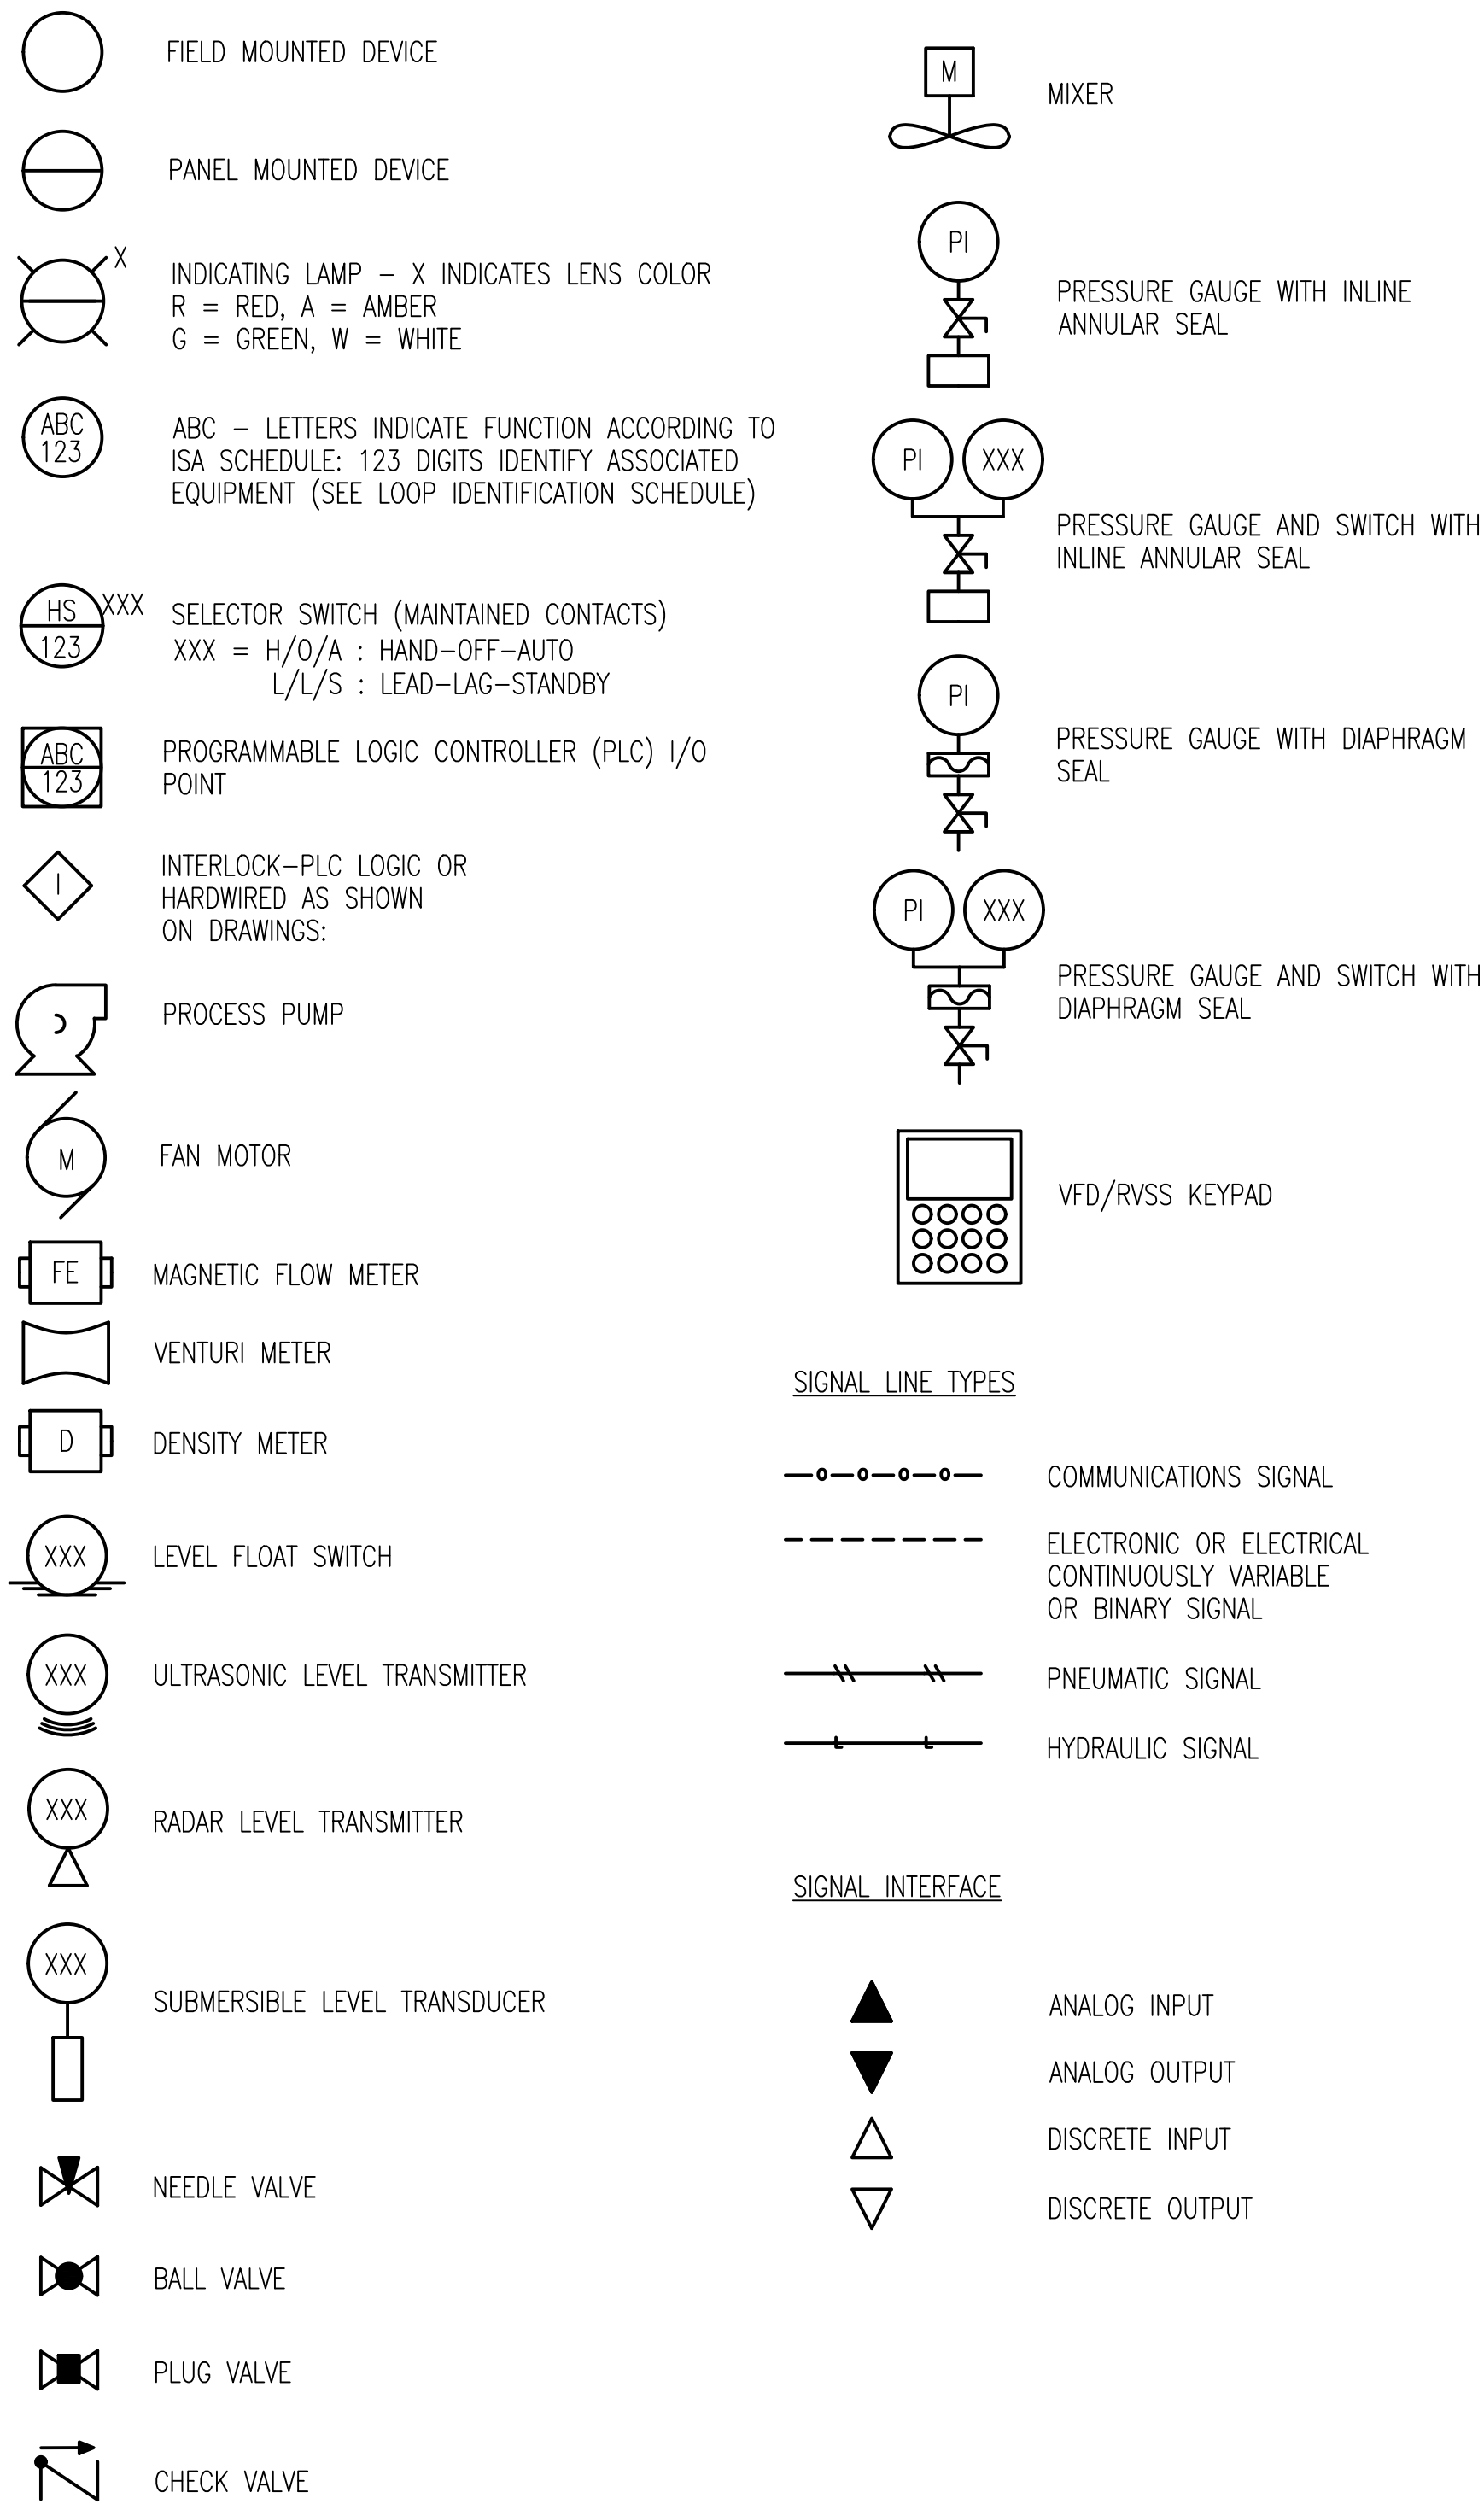 FIELD MOUNTED DEVICE
PANEL MOUNTED DEVICE
X
INDICATING LAMP - X INDICATES LENS COLOR
R = RED, A = AMBER
G = GREEN, W = WHITE
ABC
123
ABC - LETTERS INDICATE FUNCTION ACCORDING TO
ISA SCHEDULE: 123 DIGITS IDENTIFY ASSOCIATED
EQUIPMENT (SEE LOOP IDENTIFICATION SCHEDULE)
HS
123
XXX
SELECTOR SWITCH (MAINTAINED CONTACTS)
XXX = H/O/A : HAND-OFF-AUTO
L/L/S : LEAD-LAG-STANDBY
ABC
123
PROGRAMMABLE LOGIC CONTROLLER (PLC) I/O
POINT
I
INTERLOCK-PLC LOGIC OR
HARDWIRED AS SHOWN
ON DRAWINGS:
PROCESS PUMP
M
FAN MOTOR
FE
MAGNETIC FLOW METER
VENTURI METER
D
DENSITY METER
XXX
LEVEL FLOAT SWITCH
XXX
ULTRASONIC LEVEL TRANSMITTER
XXX
RADAR LEVEL TRANSMITTER
XXX
SUBMERSIBLE LEVEL TRANSDUCER
NEEDLE VALVE
BALL VALVE
PLUG VALVE
CHECK VALVE
M
MIXER
PI
PRESSURE GAUGE WITH INLINE
ANNULAR SEAL
PI XXX
PRESSURE GAUGE AND SWITCH WITH
INLINE ANNULAR SEAL
PI
PRESSURE GAUGE WITH DIAPHRAGM
SEAL
PI XXX
PRESSURE GAUGE AND SWITCH WITH
DIAPHRAGM SEAL
VFD/RVSS KEYPAD
SIGNAL LINE TYPES
COMMUNICATIONS SIGNAL
ELECTRONIC OR ELECTRICAL
CONTINUOUSLY VARIABLE
OR BINARY SIGNAL
PNEUMATIC SIGNAL
HYDRAULIC SIGNAL
SIGNAL INTERFACE
ANALOG INPUT
ANALOG OUTPUT
DISCRETE INPUT
DISCRETE OUTPUT